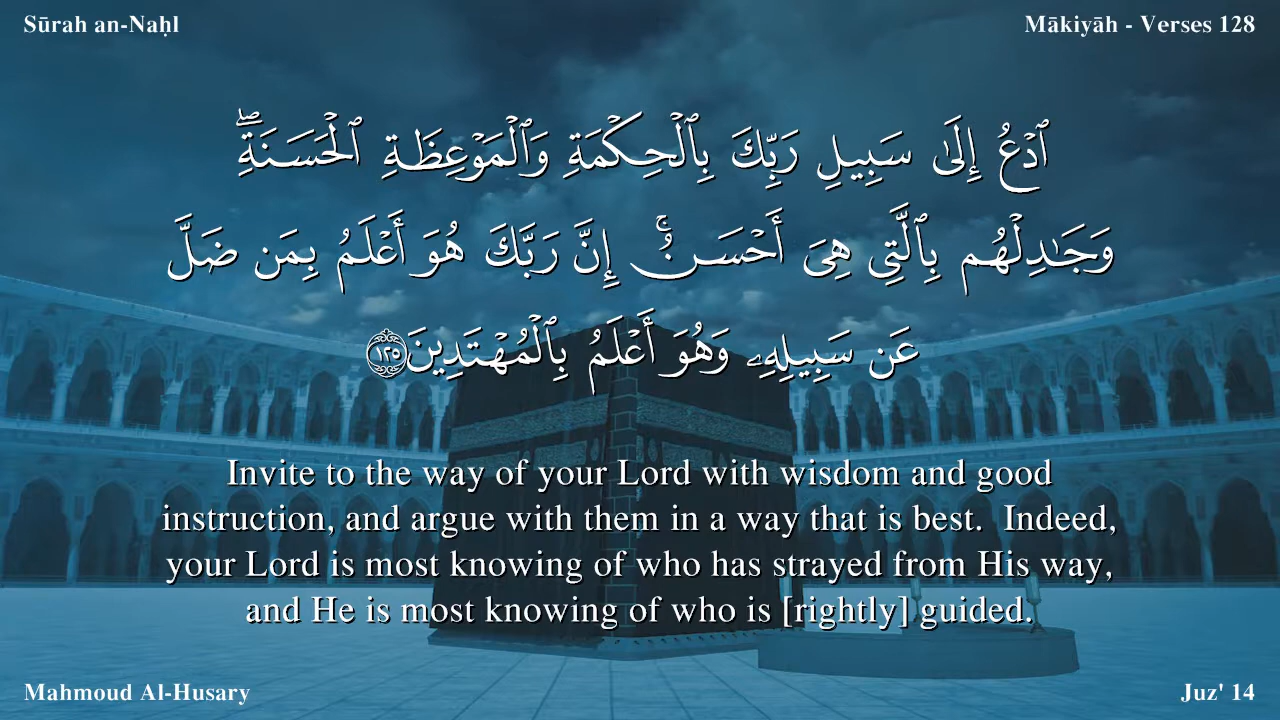 Sūrah an-Naḥl
Mākiyāh - Verses 128
ٱدۡعُ إِلَىٰ سَبِيلِ رَبِّكَ بِٱلۡحِكۡمَةِ وَٱلۡمَوۡعِظَةِ ٱلۡحَسَنَةِۖ
وَجَٰدِلۡهُم بِٱلَّتِي هِيَ أَحۡسَنُۚ إِنَّ رَبَّكَ هُوَ أَعۡلَمُ بِمَن ضَلَّ
عَن سَبِيلِهِۦ وَهُوَ أَعۡلَمُ بِٱلۡمُهۡتَدِينَ ١٢٥
Invite to the way of your Lord with wisdom and good
instruction, and argue with them in a way that is best.  Indeed,
your Lord is most knowing of who has strayed from His way,
and He is most knowing of who is [rightly] guided.
Mahmoud Al-Husary
Juz' 14